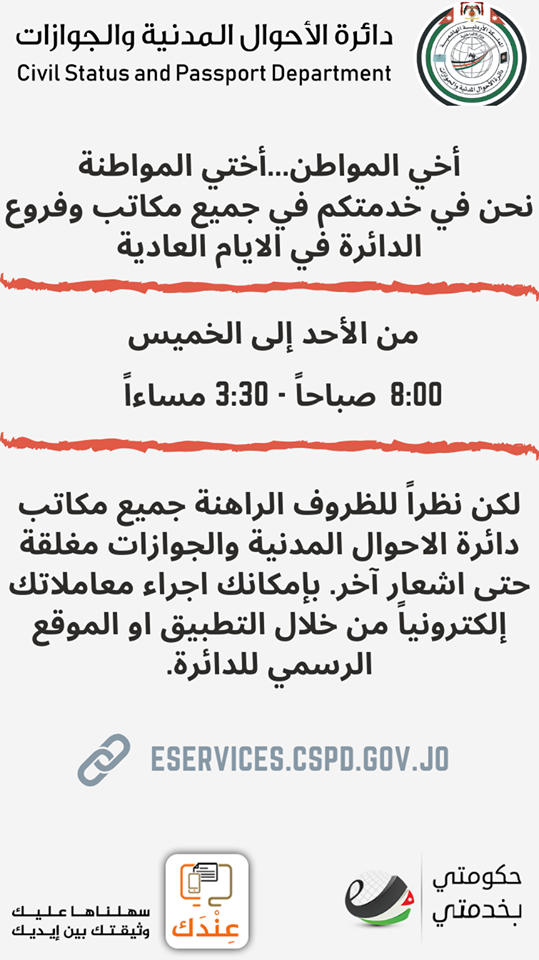 دائرة الأحوال المدنية والجوازات
Civil Status and Passport Department
أخي المواطن...أختي المواطنة
نحن في خدمتكم في جميع مكاتب وفروع
الدائرة في الايام العادية
من الأحد إلى الخميس
8:00 صباحاً - 3:30 مساءاً
لكن نظراً للظروف الراهنة جميع مكاتب
دائرة الاحوال المدنية والجوازات مغلقة
حتى اشعار آخر. بإمكانك اجراء معاملاتك
إلكترونياً من خلال التطبيق او الموقع
الرسمي للدائرة.
ESERVICES.CSPD.GOV.JO
حكومتي
بخدمتي
عِنْدَك
سهلناها عليك
وثيقتك بين إيديك